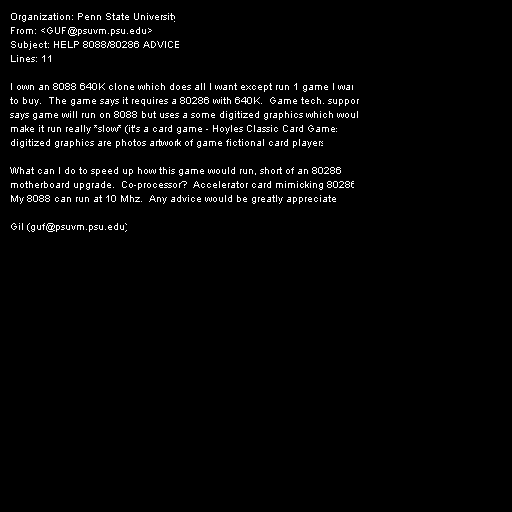 Organization: Penn State University
From: <GUF@psuvm.psu.edu>
Subject: HELP 8088/80286 ADVICE
Lines: 11

I own an 8088 640K clone which does all I want except run 1 game I wan
to buy.  The game says it requires a 80286 with 640K.  Game tech. suppor
says game will run on 8088 but uses a some digitized graphics which woul
make it run really "slow" (it's a card game - Hoyles Classic Card Game:
digitized graphics are photos artwork of game fictional card players

What can I do to speed up how this game would run, short of an 80286
motherboard upgrade.  Co-processor?  Accelerator card mimicking 80286
My 8088 can run at 10 Mhz.  Any advice would be greatly appreciate

Gil (guf@psuvm.psu.edu)